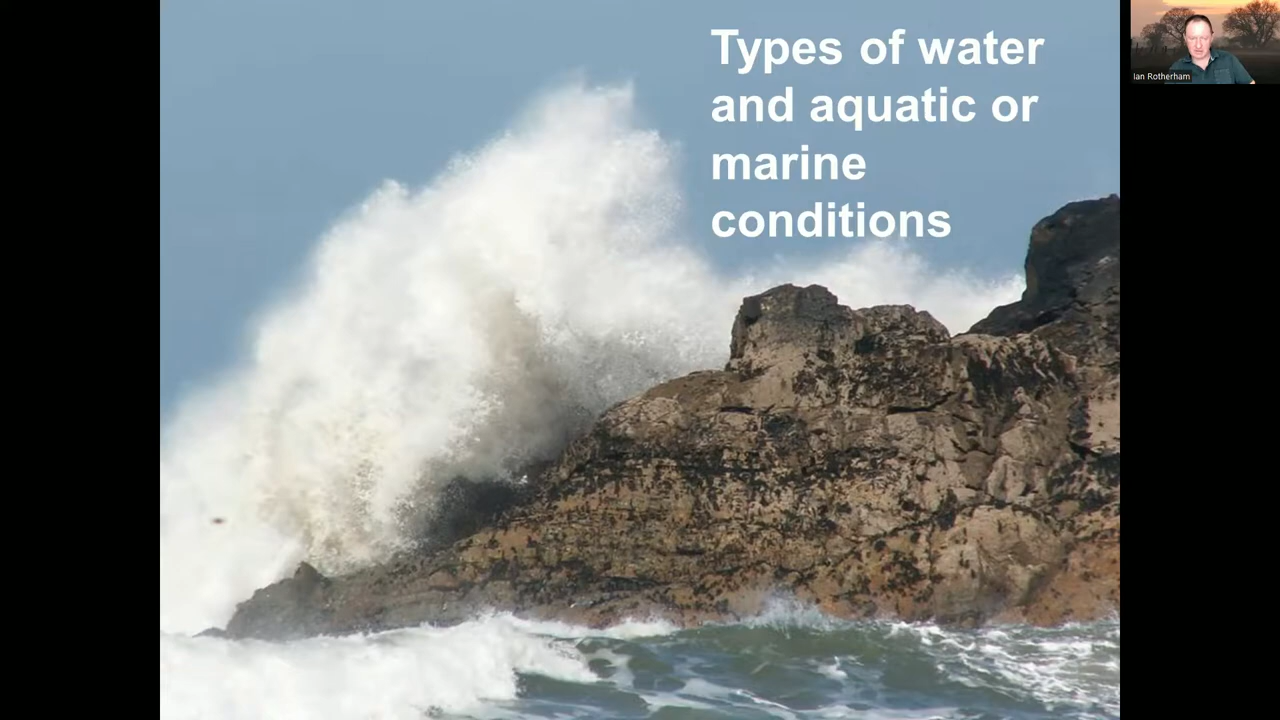 Types of water
and aquatic or
marine
conditions
Ian Rotherham